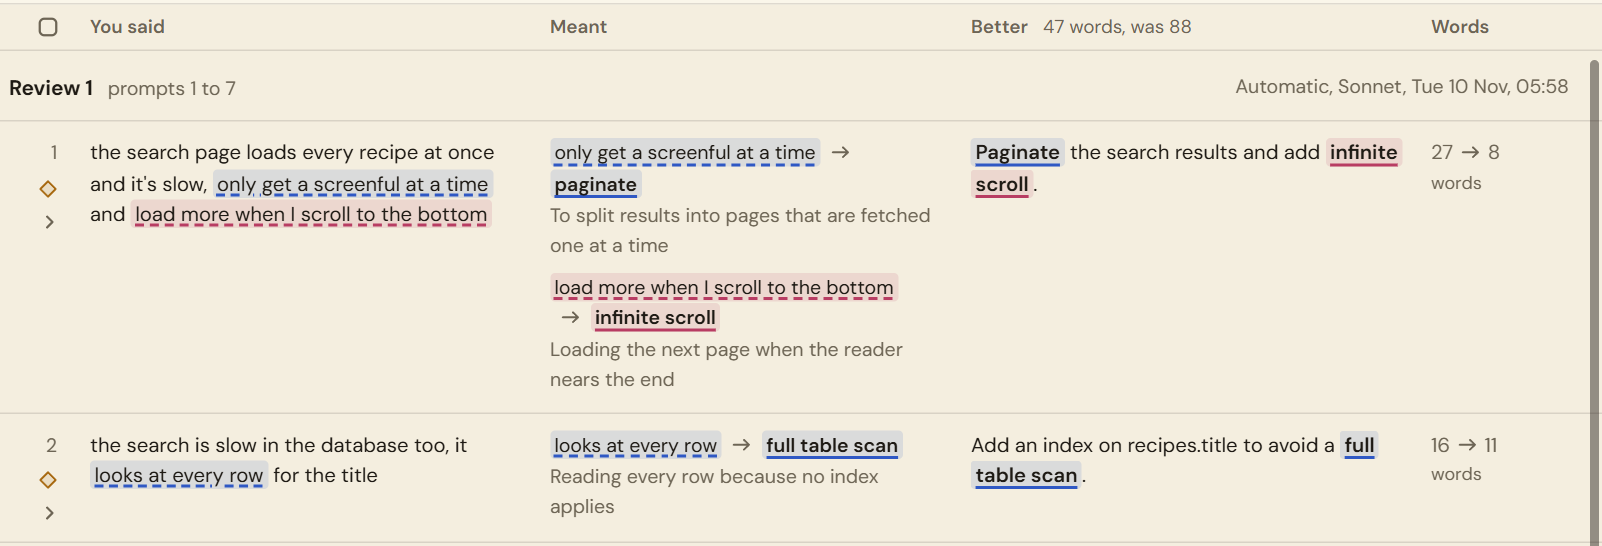 You said Meant Better 47 words, was 88 Words
Review 1 prompts 1 to 7 Automatic, Sonnet, Tue 10 Nov, 05:58
1
the search page loads every recipe at once
and it's slow, only get a screenful at a time
and load more when I scroll to the bottom
only get a screenful at a time →
paginate
To split results into pages that are fetched
one at a time
load more when I scroll to the bottom
→ infinite scroll
Loading the next page when the reader
nears the end
Paginate the search results and add infinite
scroll.
27 → 8
words
2
the search is slow in the database too, it
looks at every row for the title
looks at every row → full table scan
Reading every row because no index
applies
Add an index on recipes.title to avoid a full
table scan.
16 → 11
words